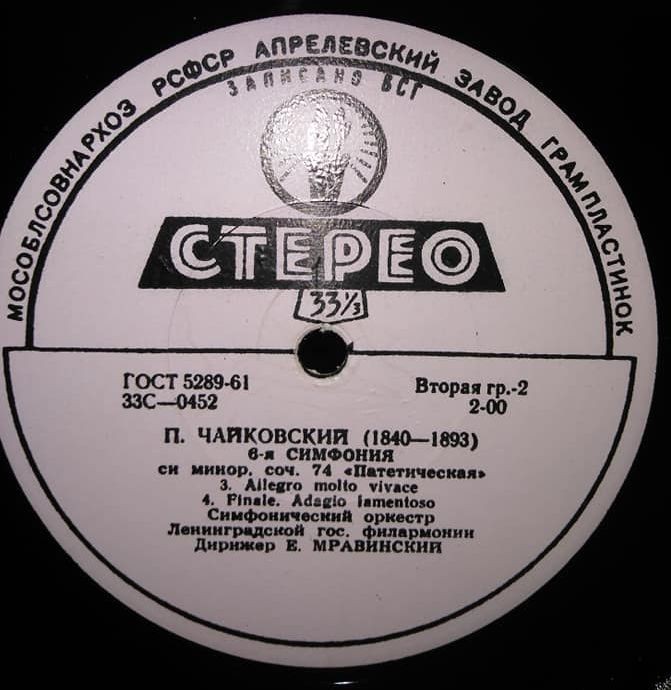 МОСОБЛСОВНАРХОЗ РСФСР АПРЕЛЕВСКИЙ ЗАВОД ГРАМПЛАСТИНОК
ЗАПИСАНО ВСГ
СТЕРЕО
33⅓
ГОСТ 5289-61
Вторая гр.-2
33С—0452
2-00
П. ЧАЙКОВСКИЙ (1840—1893)
6-я СИМФОНИЯ
си минор, соч. 74 «Патетическая»
3. Allegro molto vivace
4. Finale. Adagio lamentoso
Симфонический оркестр
Ленинградской гос. филармонии
Дирижер Е. МРАВИНСКИЙ